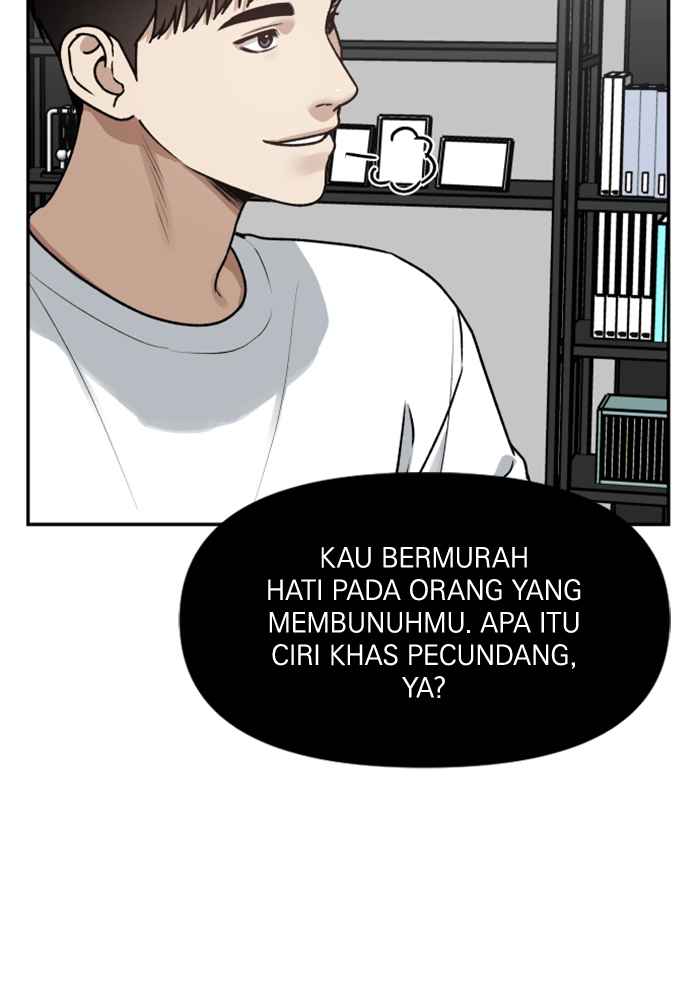 KAU BERMURAH
HATI PADA ORANG YANG
MEMBUNUHMU. APA ITU
CIRI KHAS PECUNDANG,
YA?